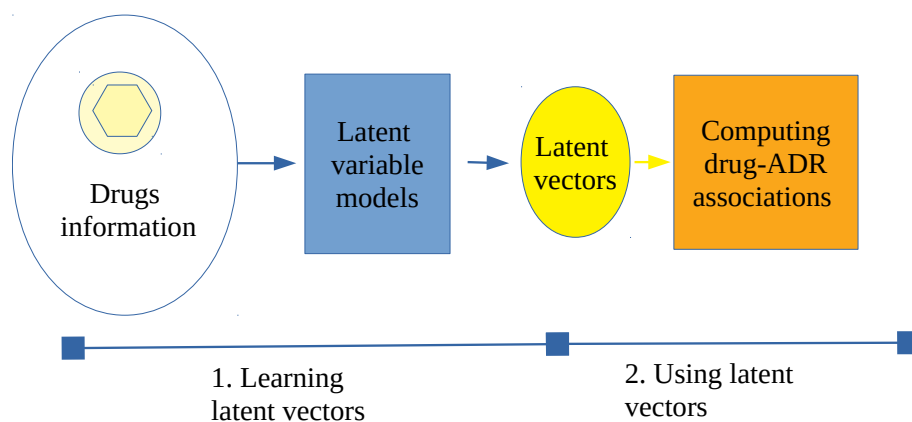 Drugs
information
Latent
variable
models
Latent
vectors
Computing
drug-ADR
associations
1. Learning
latent vectors
2. Using latent
vectors